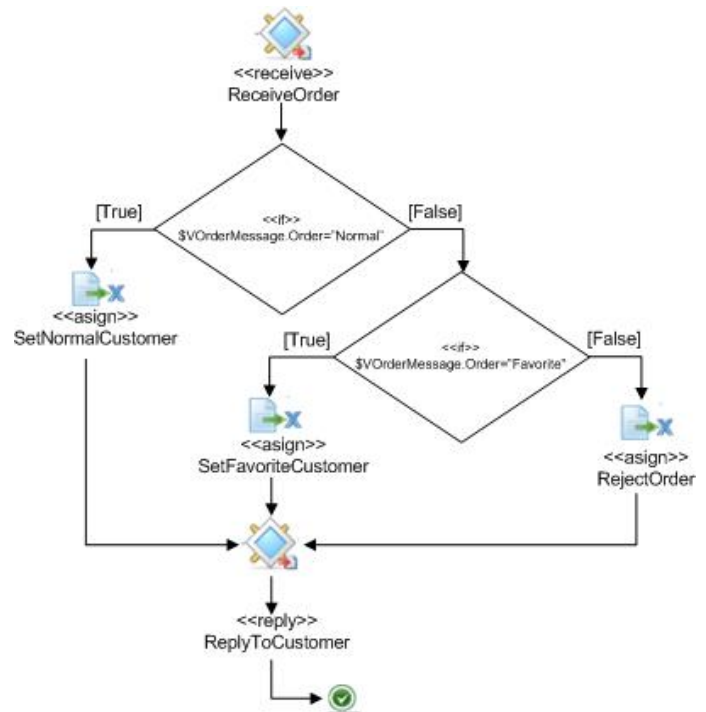 <<receive>>
ReceiveOrder
[True]
<<if>>
$VOrderMessage.Order="Normal"
[False]
<<asign>>
SetNormalCustomer
[True]
<<if>>
$VOrderMessage.Order="Favorite"
[False]
<<asign>>
SetFavoriteCustomer
<<asign>>
RejectOrder
<<reply>>
ReplyToCustomer